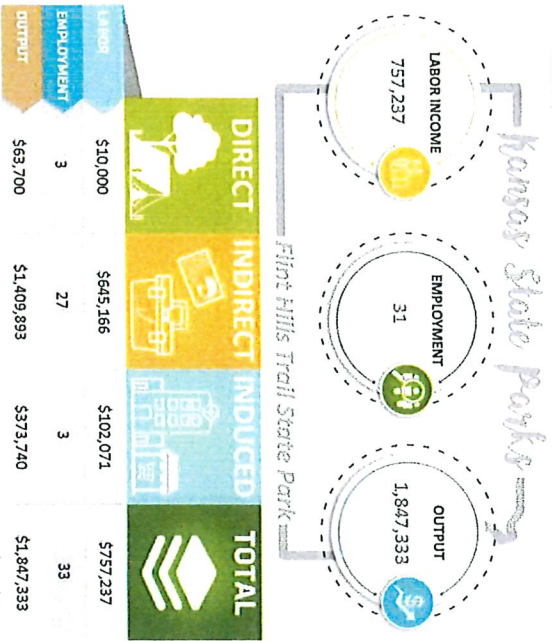 Kansas State Parks
LABOR INCOME
757,237
EMPLOYMENT
31
OUTPUT
1,847,333
Flint Hills Trail State Park
DIRECT INDIRECT INDUCED TOTAL
LABOR $10,000 $645,166 $102,071 $757,237
EMPLOYMENT 3 27 3 33
OUTPUT $63,700 $1,409,893 $373,740 $1,847,333